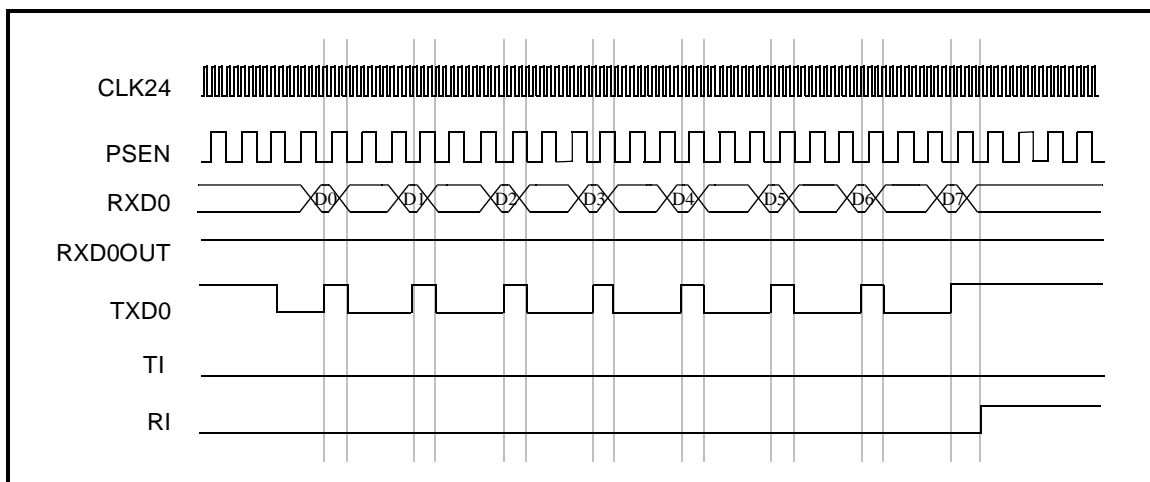 CLK24
PSEN
RXD0
D0 D1 D2 D3 D4 D5 D6 D7
RXD0OUT
TXD0
TI
RI